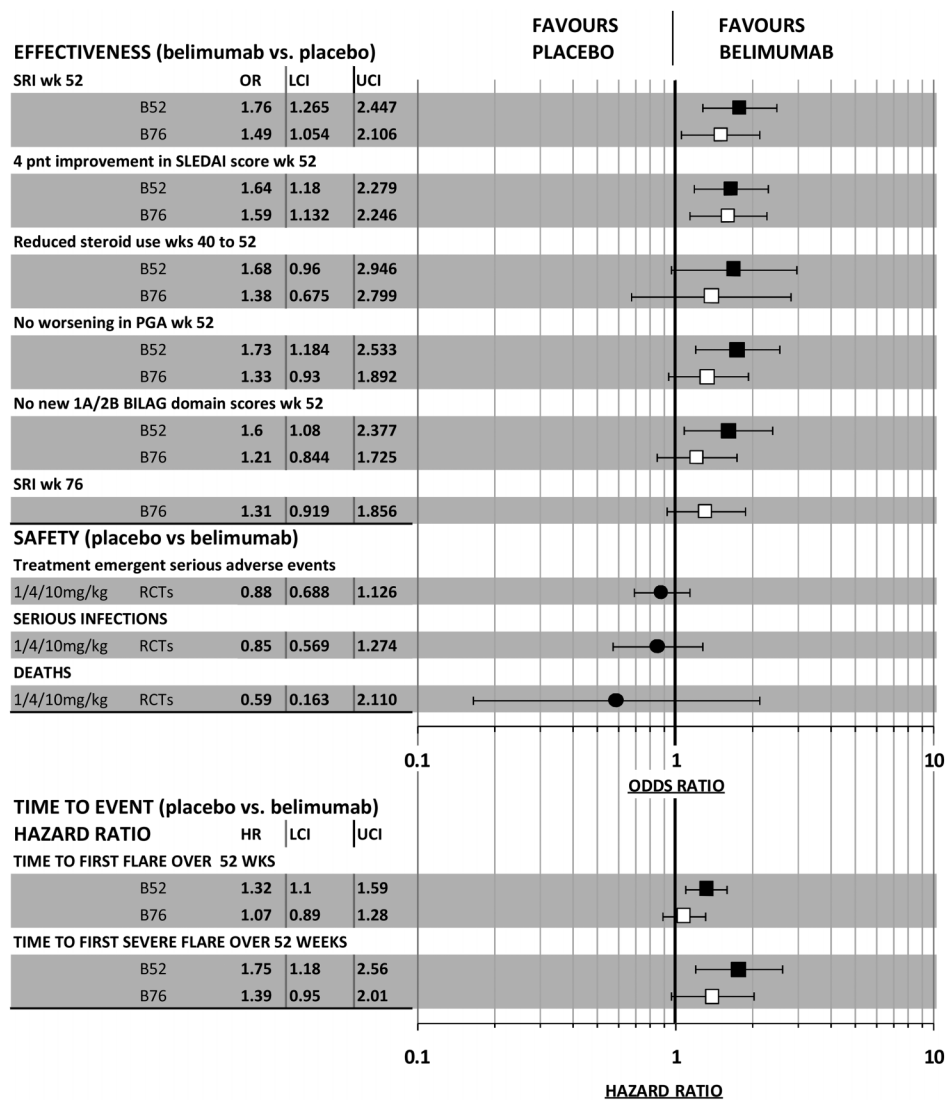 FAVOURS PLACEBO
FAVOURS BELIMUMAB
EFFECTIVENESS (belimumab vs. placebo)
SRI wk 52 OR LCI UCI
B52 1.76 1.265 2.447
B76 1.49 1.054 2.106
4 pnt improvement in SLEDAI score wk 52
B52 1.64 1.18 2.279
B76 1.59 1.132 2.246
Reduced steroid use wks 40 to 52
B52 1.68 0.96 2.946
B76 1.38 0.675 2.799
No worsening in PGA wk 52
B52 1.73 1.184 2.533
B76 1.33 0.93 1.892
No new 1A/2B BILAG domain scores wk 52
B52 1.6 1.08 2.377
B76 1.21 0.844 1.725
SRI wk 76
B76 1.31 0.919 1.856
SAFETY (placebo vs belimumab)
Treatment emergent serious adverse events
1/4/10mg/kg RCTs 0.88 0.688 1.126
SERIOUS INFECTIONS
1/4/10mg/kg RCTs 0.85 0.569 1.274
DEATHS
1/4/10mg/kg RCTs 0.59 0.163 2.110
0.1 1 10
ODDS RATIO
TIME TO EVENT (placebo vs. belimumab)
HAZARD RATIO HR LCI UCI
TIME TO FIRST FLARE OVER 52 WKS
B52 1.32 1.1 1.59
B76 1.07 0.89 1.28
TIME TO FIRST SEVERE FLARE OVER 52 WEEKS
B52 1.75 1.18 2.56
B76 1.39 0.95 2.01
0.1 1 10
HAZARD RATIO